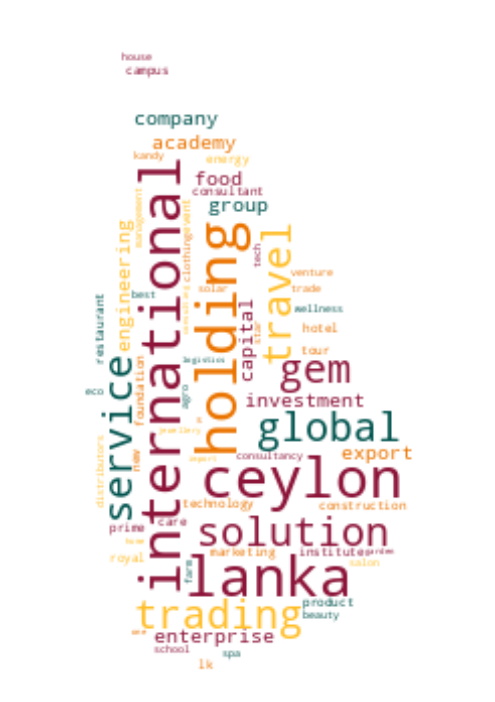 house
campus
company
academy
kandy
energy
food
consultant
group
management
international
event
clothing
holding
travel
engineering
tech
venture
solar
trade
best
restaurant
consulting
capital
star
wellness
hotel
tour
logistics
gem
service
foundation
eco
agro
investment
global
jewellery
distributors
new
import
consultancy
export
ceylon
technology
construction
prime
care
solution
home
marketing
institute
garden
royal
salon
farm
lanka
trading
product
beauty
enterprise
school
spa
lk